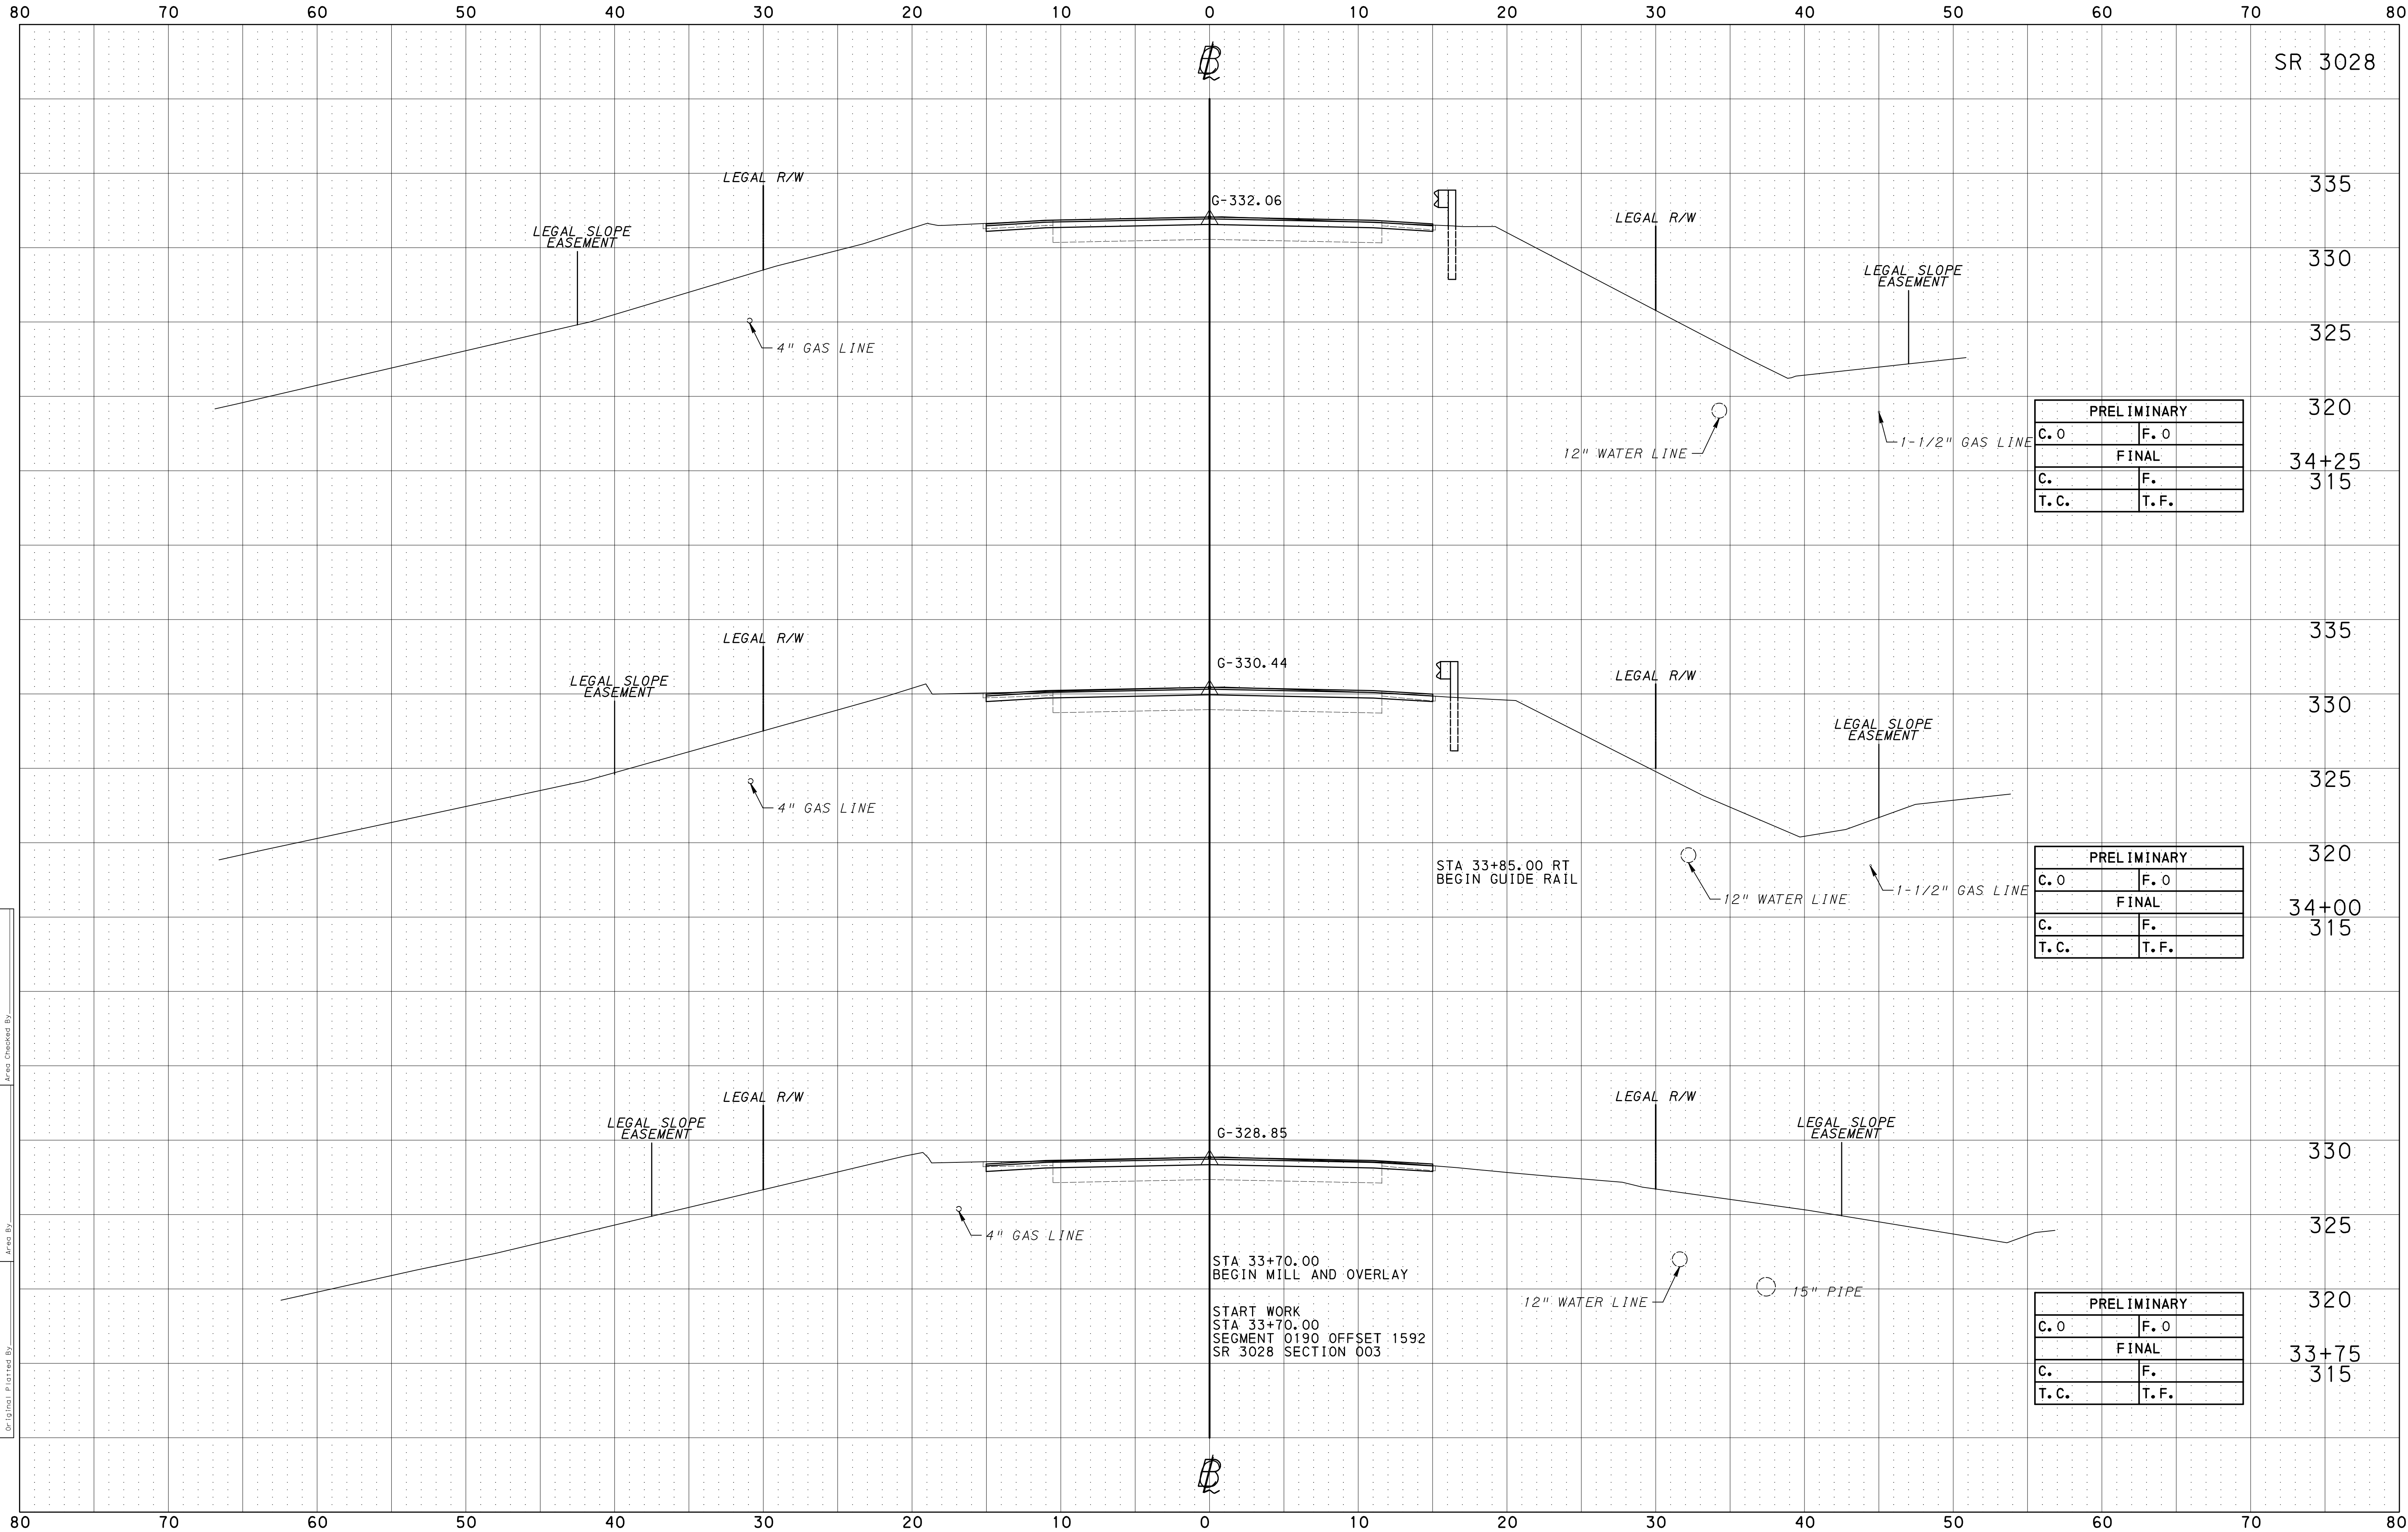 80 70 60 50 40 30 20 10 0 10 20 30 40 50 60 70 80
SR 3028
335
LEGAL R/W
G-332.06
LEGAL R/W
LEGAL SLOPE
EASEMENT
330
LEGAL SLOPE
EASEMENT
325
4" GAS LINE
320
PRELIMINARY
C. 0 F. 0
12" WATER LINE
1-1/2" GAS LINE
FINAL
34+25
C. F.
315
T.C. T.F.
335
LEGAL R/W
G-330.44
LEGAL R/W
LEGAL SLOPE
EASEMENT
330
LEGAL SLOPE
EASEMENT
325
4" GAS LINE
320
PRELIMINARY
STA 33+85.00 RT
BEGIN GUIDE RAIL
C. 0 F. 0
12" WATER LINE
1-1/2" GAS LINE
FINAL
34+00
C. F.
315
T.C. T.F.
LEGAL R/W
LEGAL R/W
LEGAL SLOPE
EASEMENT
G-328.85
LEGAL SLOPE
EASEMENT
330
325
4" GAS LINE
STA 33+70.00
BEGIN MILL AND OVERLAY
12" WATER LINE
15" PIPE
320
START WORK
STA 33+70.00
SEGMENT 0190 OFFSET 1592
SR 3028 SECTION 003
PRELIMINARY
C. 0 F. 0
FINAL
33+75
C. F.
315
T.C. T.F.
Area Checked By
Area By
Original Platted By
80 70 60 50 40 30 20 10 0 10 20 30 40 50 60 70 80